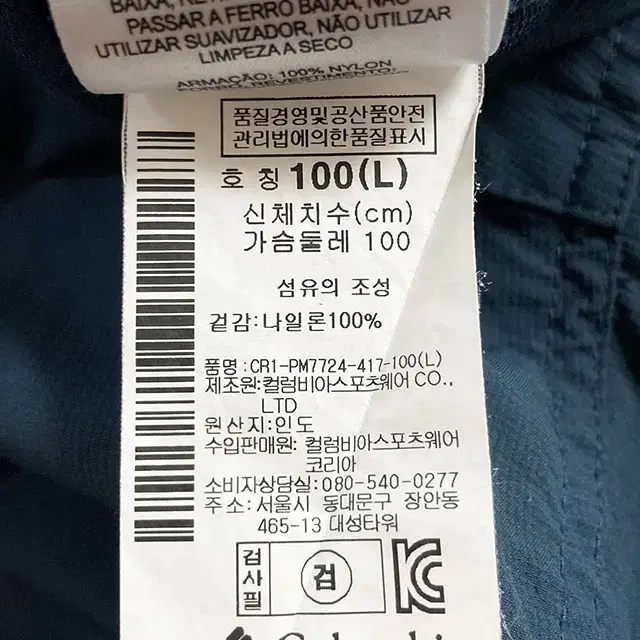 BAIXA,
PASSAR A FERRO BAIXA, NÃO
UTILIZAR SUAVIZADOR, NÃO UTILIZAR
LIMPEZA A SECO
ARMAÇÃO: 100% NYLON
품질경영및공산품안전
관리법에의한품질표시
호 칭 100(L)
신체치수(cm)
가슴둘레 100
섬유의 조성
겉감:나일론100%
품명:CR1-PM7724-417-100(L)
제조원:컬럼비아스포츠웨어 CO.,
LTD
원산지:인도
수입판매원: 컬럼비아스포츠웨어
코리아
소비자상담실:080-540-0277
주소:서울시 동대문구 장안동
465-13 대성타워
검사필
검